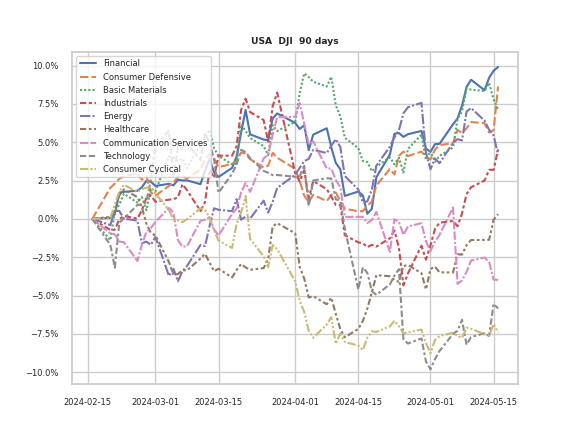 USA DJI 90 days
10.0%
7.5%
5.0%
2.5%
0.0%
−2.5%
−5.0%
−7.5%
−10.0%
Financial
Consumer Defensive
Basic Materials
Industrials
Energy
Healthcare
Communication Services
Technology
Consumer Cyclical
2024-02-15 2024-03-01 2024-03-15 2024-04-01 2024-04-15 2024-05-01 2024-05-15